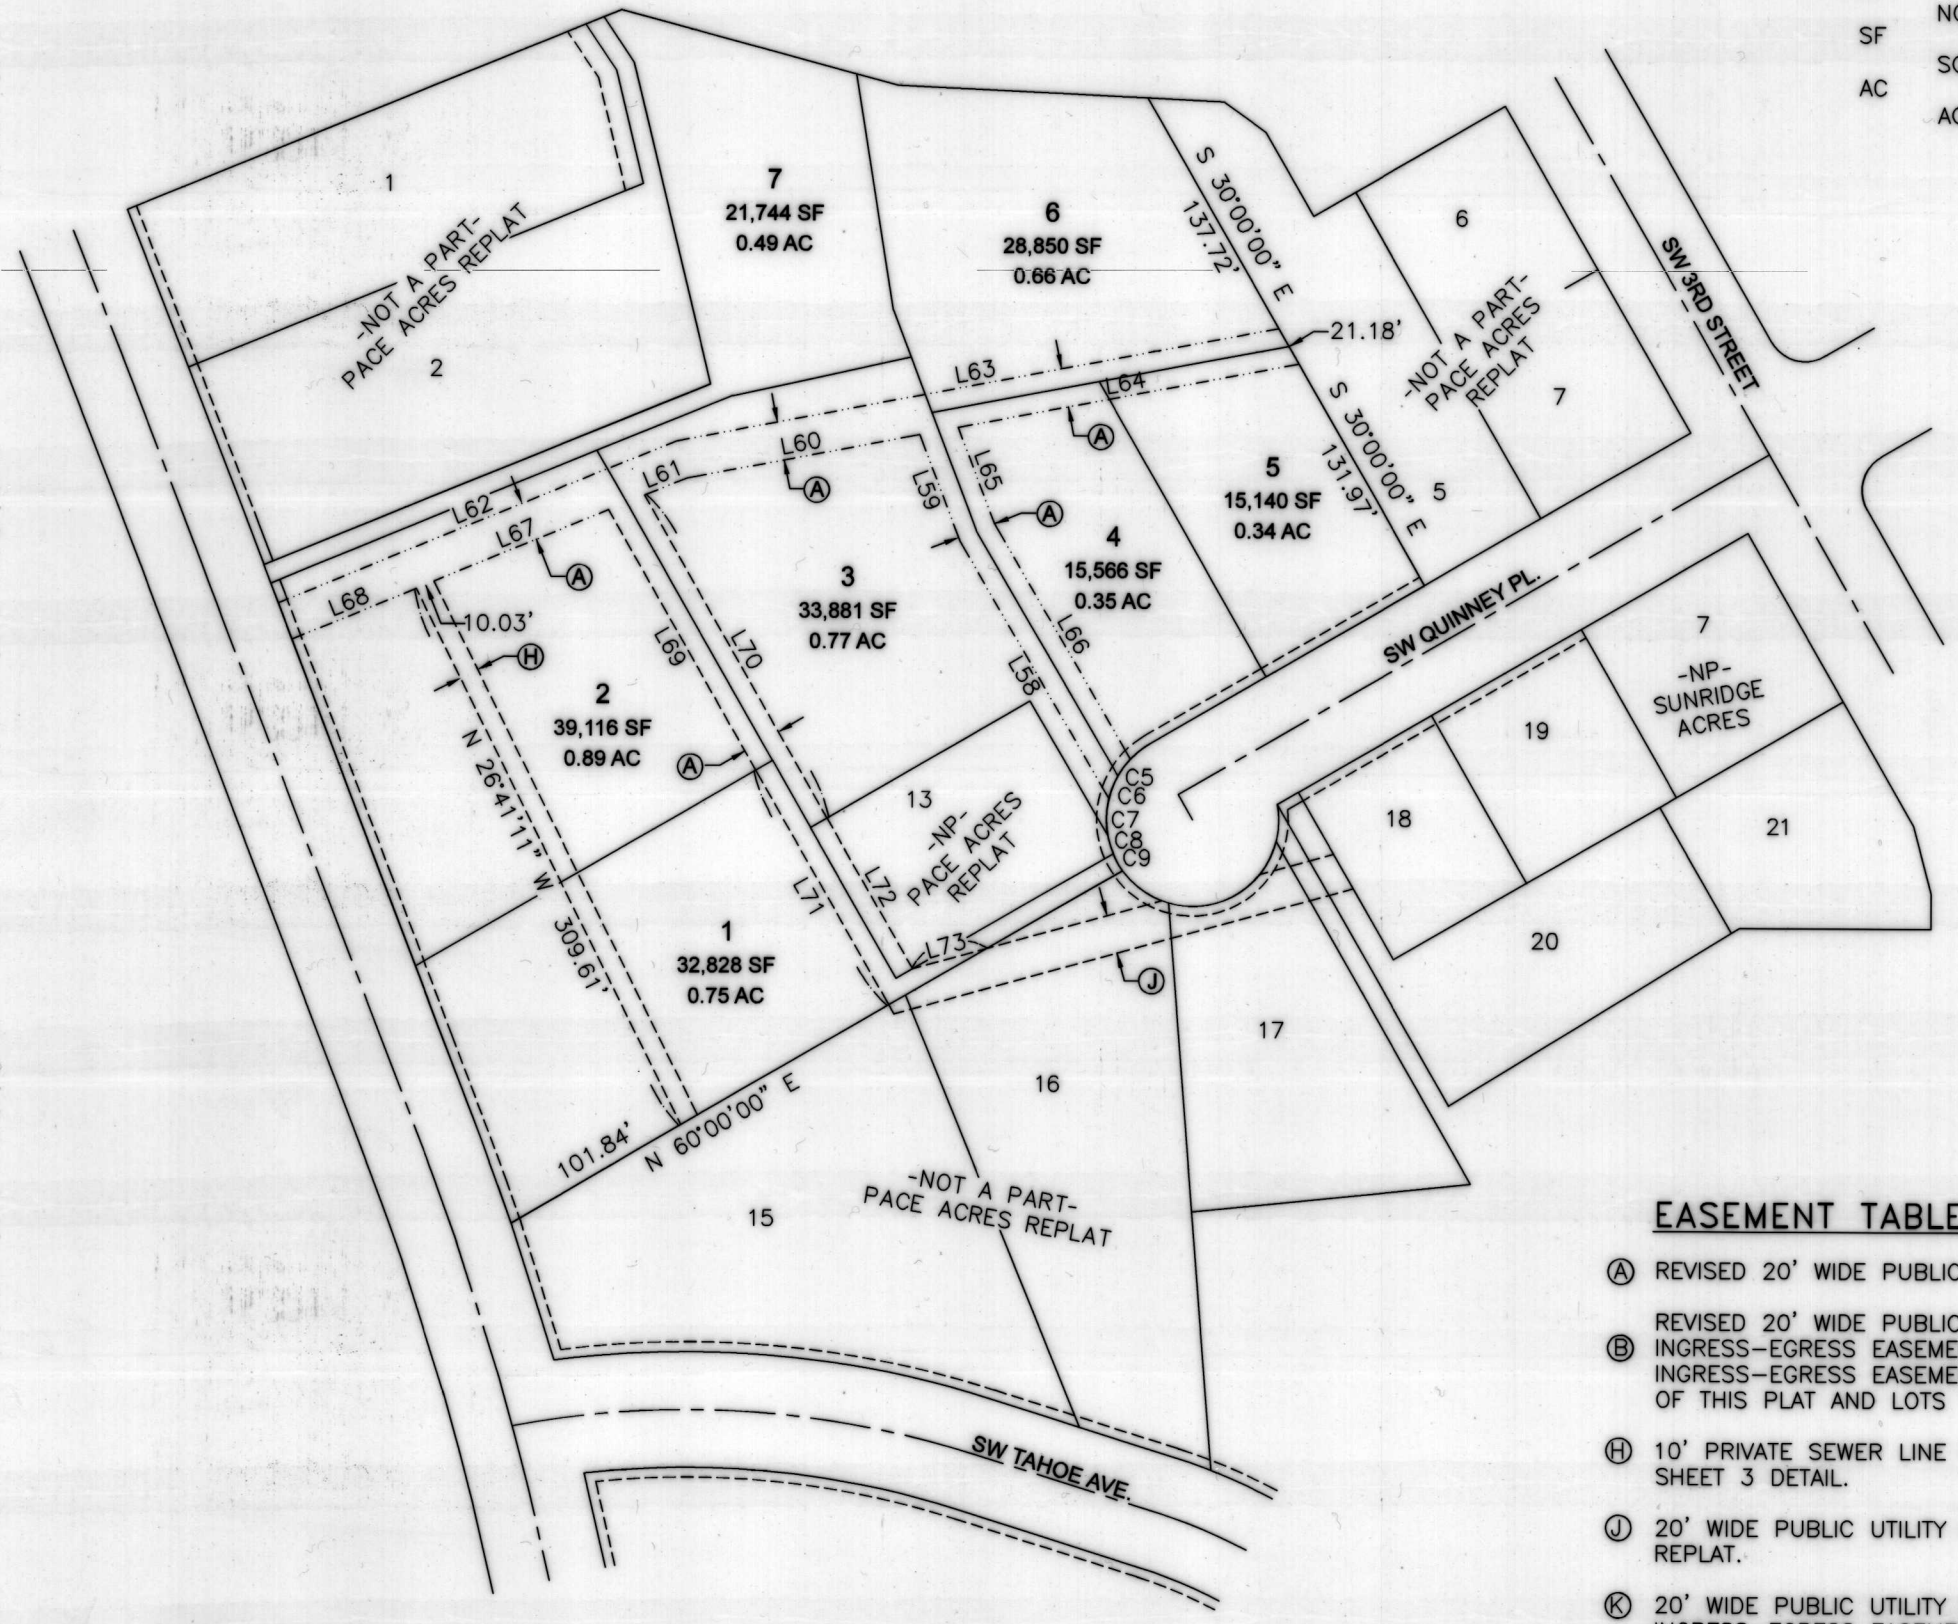 SF
AC
1
-NOT A PART-
PACE ACRES REPLAT
2
7
21,744 SF
0.49 AC
6
28,850 SF
0.66 AC
S 30°00'00" E
137.72'
21.18'
6
-NOT A PART-
PACE ACRES
REPLAT
7
5
SW 3RD STREET
S 30°00'00" E
131.97'
L63
L64
L60
L61
L62
L67
L68
L59
L65
L66
L58
L69
L70
L71
L72
L73
A
A
A
A
A
H
J
10.03'
5
15,140 SF
0.34 AC
4
15,566 SF
0.35 AC
3
33,881 SF
0.77 AC
2
39,116 SF
0.89 AC
1
32,828 SF
0.75 AC
N 26°41'11" W
309.61'
101.84'
N 60°00'00" E
13
-NP-
PACE ACRES
REPLAT
C5
C6
C7
C8
C9
SW QUINNEY PL.
7
-NP-
SUNRIDGE
ACRES
19
18
21
20
17
16
15
-NOT A PART-
PACE ACRES REPLAT
SW TAHOE AVE.
EASEMENT TABLE
A REVISED 20' WIDE PUBLIC
REVISED 20' WIDE PUBLIC
B INGRESS-EGRESS EASEME
INGRESS-EGRESS EASEME
OF THIS PLAT AND LOTS
H 10' PRIVATE SEWER LINE
SHEET 3 DETAIL.
J 20' WIDE PUBLIC UTILITY
REPLAT.
K 20' WIDE PUBLIC UTILITY